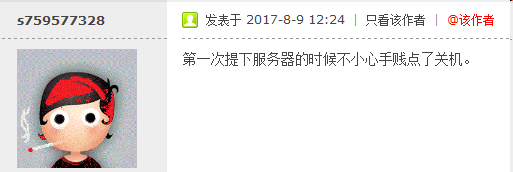 s759577328
发表于 2017-8-9 12:24 | 只看该作者 | @该作者
第一次提下服务器的时候不小心手贱点了关机。